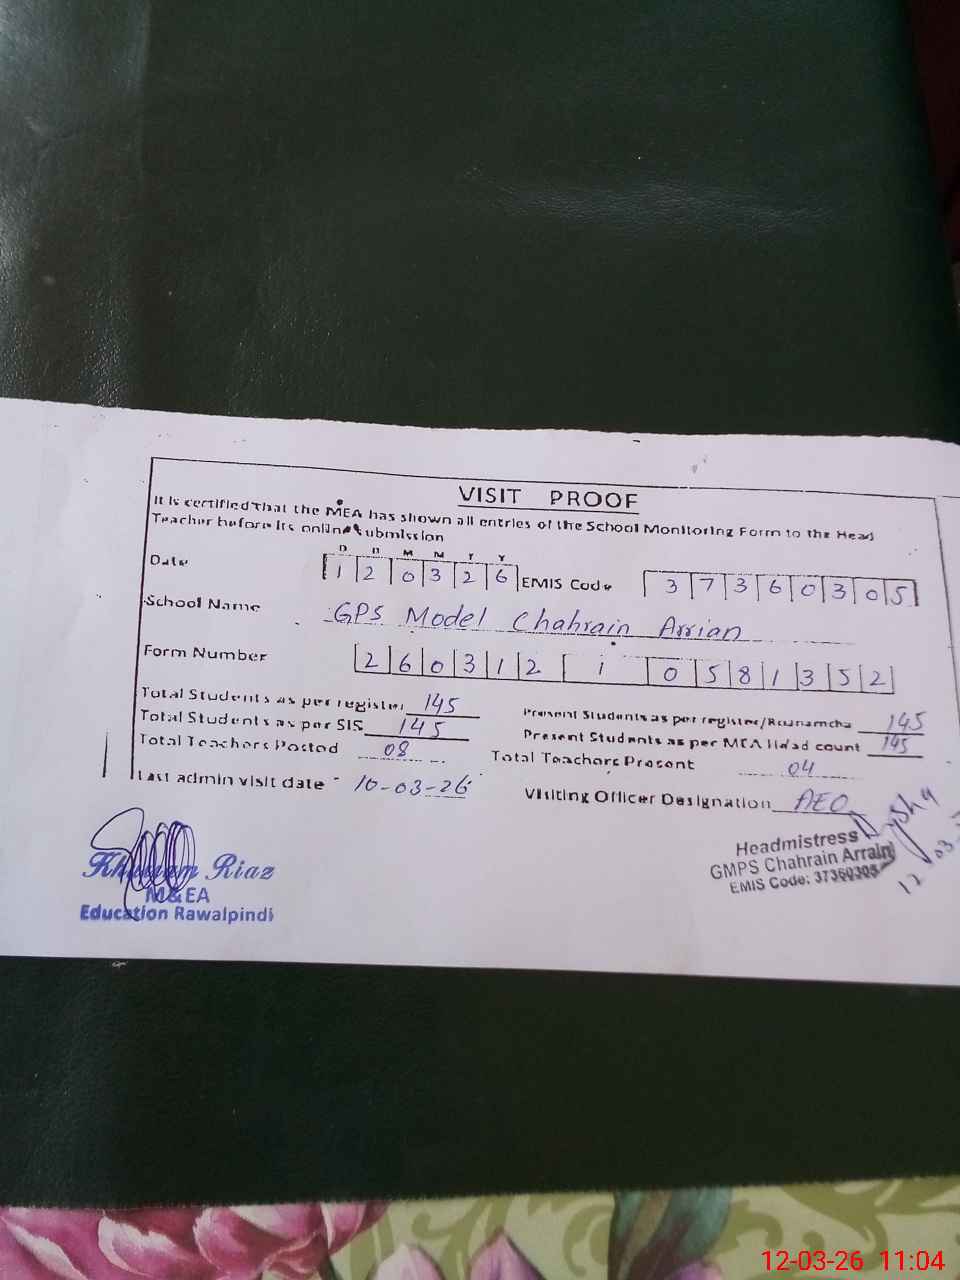 VISIT PROOF
It is certified that the MEA has shown all entries of the School Monitoring Form to the Head
Teacher before its online submission
D D M M Y Y
Date 1 2 0 3 2 6 EMIS Code 3 7 3 6 0 3 0 5
School Name GPS Model Chahrain Arrian
Form Number 2 6 0 3 1 2 i 0 5 8 1 3 5 2
Total Students as per register 145 Present Students as per register/Roznamcha 145
Total Students as per SIS 145 Present Students as per MEA Head count 145
Total Teachers Posted 08 Total Teachers Present 04
Last admin visit date 10-03-26 Visiting Officer Designation AEO
Riaz
M&EA
Education Rawalpindi
Headmistress
GMPS Chahrain Arrain
EMIS Code: 37360305
12-03-26 11:04